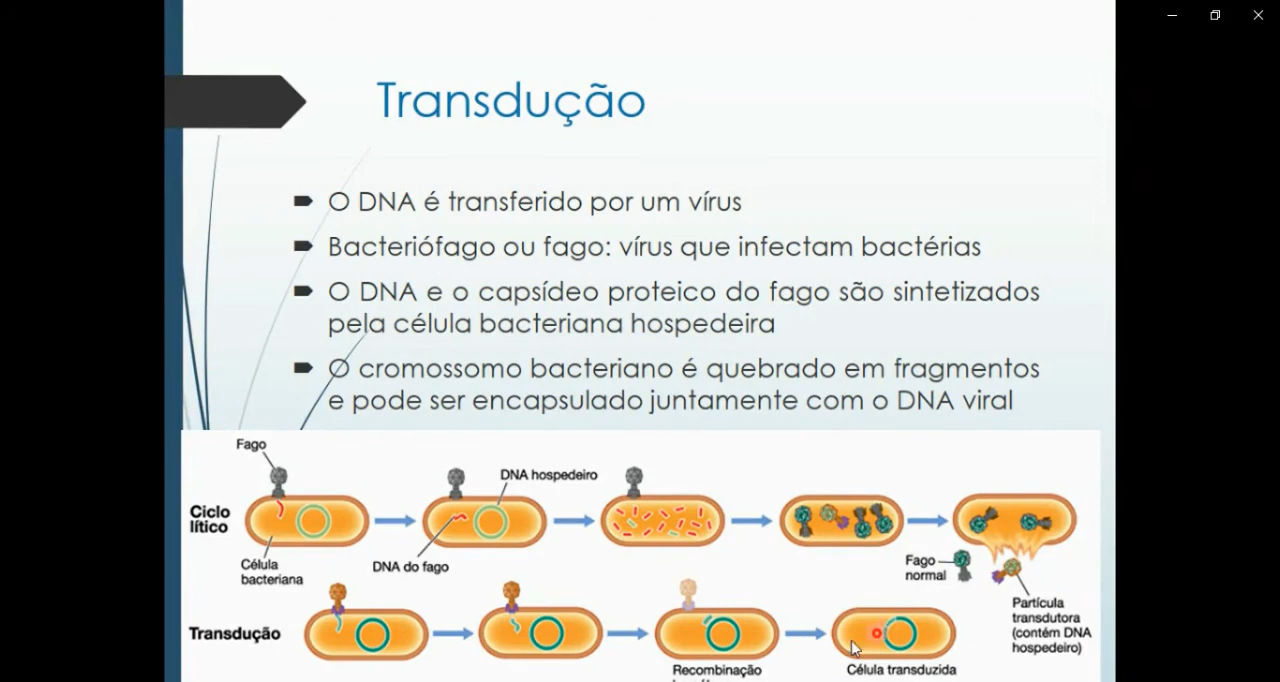 Transdução
O DNA é transferido por um vírus
Bacteriófago ou fago: vírus que infectam bactérias
O DNA e o capsídeo proteico do fago são sintetizados
pela célula bacteriana hospedeira
O cromossomo bacteriano é quebrado em fragmentos
e pode ser encapsulado juntamente com o DNA viral
Fago
DNA hospedeiro
Ciclo
lítico
Célula
bacteriana
DNA do fago
Fago
normal
Partícula
transdutora
(contém DNA
hospedeiro)
Transdução
Recombinação
Célula transduzida